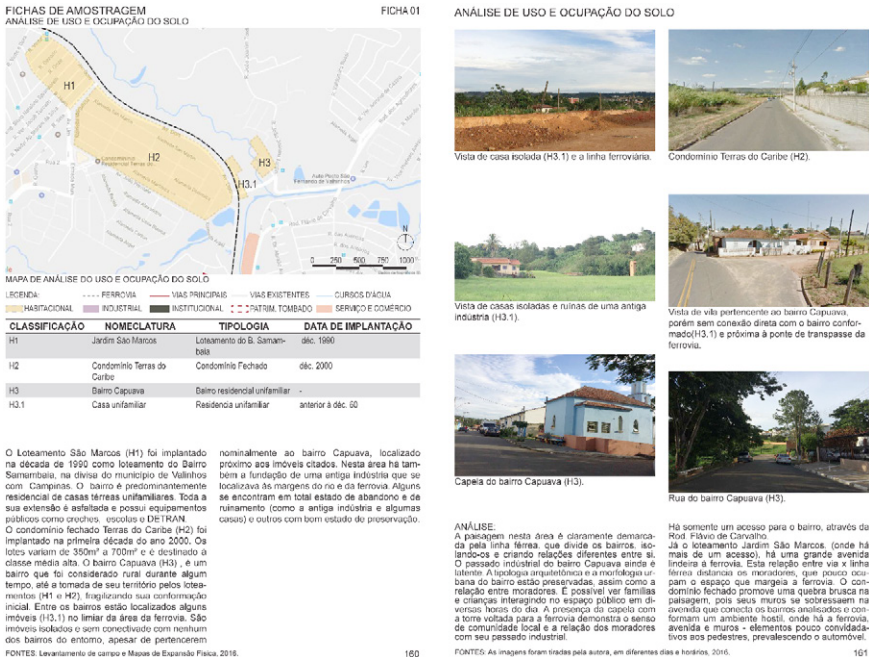 FICHAS DE AMOSTRAGEM
ANÁLISE DE USO E OCUPAÇÃO DO SOLO
FICHA 01
H1
H2
H3
H3.1
N
0 250 500 750 1000
MAPA DE ANÁLISE DO USO E OCUPAÇÃO DO SOLO
LEGENDA:
FERROVIA
VIAS PRINCIPAIS
VIAS EXISTENTES
CURSOS D'ÁGUA
HABITACIONAL
INDUSTRIAL
INSTITUCIONAL
PATRIM. TOMBADO
SERVIÇO E COMÉRCIO
CLASSIFICAÇÃO NOMECLATURA TIPOLOGIA DATA DE IMPLANTAÇÃO
H1 Jardim São Marcos Loteamento do B. Samam-
baia déc. 1990
H2 Condomínio Terras do
Caribe Condomínio Fechado déc. 2000
H3 Bairro Capuava Bairro residencial unifamiliar -
H3.1 Casa unifamiliar Residencia unifamiliar anterior à déc. 60
O Loteamento São Marcos (H1) foi implantado
na década de 1990 como loteamento do Bairro
Samambaia, na divisa do município de Valinhos
com Campinas. O bairro é predominantemente
residencial de casas térreas unifamiliares. Toda a
sua extensão é asfaltada e possui equipamentos
públicos como creches, escolas e DETRAN.
O condomínio fechado Terras do Caribe (H2) foi
implantado na primeira década do ano 2000. Os
lotes variam de 350m² a 700m² e é destinado a
classe média alta. O bairro Capuava (H3) , é um
bairro que foi considerado rural durante algum
tempo, até a tomada de seu território pelos lotea-
mentos (H1 e H2), fragilizando sua conformação
inicial. Entre os bairros estão localizados alguns
imóveis (H3.1) no limiar da área da ferrovia. São
imóveis isolados e sem conectivade com nenhum
dos bairros do entorno, apesar de pertencerem
nominalmente ao bairro Capuava, localizado
próximo aos imóveis citados. Nesta área há tam-
bém a fundação de uma antiga indústria que se
localizava às margens do rio e da ferrovia. Alguns
se encontram em total estado de abandono e de
ruinamento (como a antiga indústria e algumas
casas) e outros com bom estado de preservação.
FONTES: Levantamento de campo e Mapas de Expansão Física, 2016.
160
ANÁLISE DE USO E OCUPAÇÃO DO SOLO
Vista de casa isolada (H3.1) e a linha ferroviária.
Condomínio Terras do Caribe (H2).
Vista de casas isoladas e ruínas de uma antiga
indústria (H3.1).
Vista de vila pertencente ao bairro Capuava,
porém sem conexão direta com o bairro confor-
mado(H3.1) e próxima à ponte de transpasse da
ferrovia.
Capela do bairro Capuava (H3).
Rua do bairro Capuava (H3).
ANÁLISE:
A paisagem nesta área é claramente demarca-
da pela linha férrea, que divide os bairros, iso-
lando-os e criando relações diferentes entre si.
O passado indústrial do bairro Capuava ainda é
latente. A tipologia arquitetônica e a morfologia ur-
bana do bairro estão preservadas, assim como a
relação entre moradores. É possível ver famílias
e crianças interagindo no espaço público em di-
versas horas do dia. A presença da capela com
a torre voltada para a ferrovia demonstra o senso
de comunidade local e a relação dos moradores
com seu passado industrial.
Há somente um acesso para o bairro, através da
Rod. Flávio de Carvalho.
Já o loteamento Jardim São Marcos, (onde há
mais de um acesso), há uma grande avenida
lindeira à ferrovia. Esta relação entre via x linha
férrea distancia os moradores, que pouco ocu-
pam o espaço que margeia a ferrovia. O con-
domínio fechado promove uma quebra brusca na
paisagem, pois seus muros se sobressaem na
avenida que conecta os bairros analisados e con-
formam um ambiente hostil, onde há a ferrovia,
avenida e muros - elementos pouco convidada-
tivos aos pedestres, prevalescendo o automóvel.
FONTES: As imagens foram tiradas pela autora, em diferentes dias e horários, 2016.
161